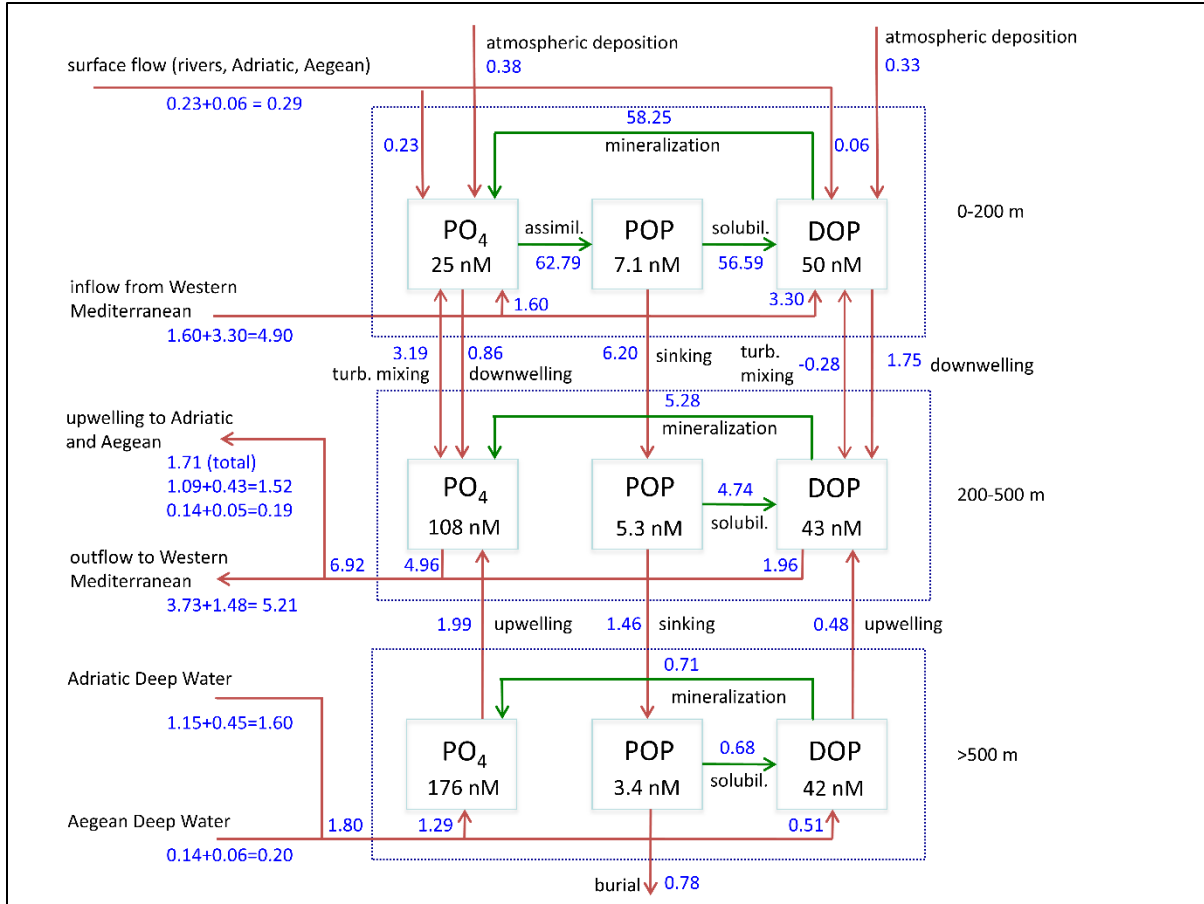 atmospheric deposition
0.38
atmospheric deposition
0.33
surface flow (rivers, Adriatic, Aegean)
0.23+0.06 = 0.29
58.25
mineralization
0.23
0.06
0-200 m
PO4
25 nM
assimil.
62.79
POP
7.1 nM
solubil.
56.59
DOP
50 nM
inflow from Western
Mediterranean
1.60+3.30=4.90
1.60
3.30
3.19
turb. mixing
0.86
downwelling
6.20
sinking
turb.
mixing
-0.28
1.75
downwelling
5.28
mineralization
upwelling to Adriatic
and Aegean
1.71 (total)
1.09+0.43=1.52
0.14+0.05=0.19
PO4
108 nM
POP
5.3 nM
4.74
solubil.
DOP
43 nM
200-500 m
outflow to Western
Mediterranean
3.73+1.48= 5.21
6.92
4.96
1.96
1.99
upwelling
1.46
sinking
0.48
upwelling
0.71
mineralization
Adriatic Deep Water
1.15+0.45=1.60
PO4
176 nM
POP
3.4 nM
0.68
solubil.
DOP
42 nM
>500 m
Aegean Deep Water
0.14+0.06=0.20
1.80
1.29
0.51
burial
0.78